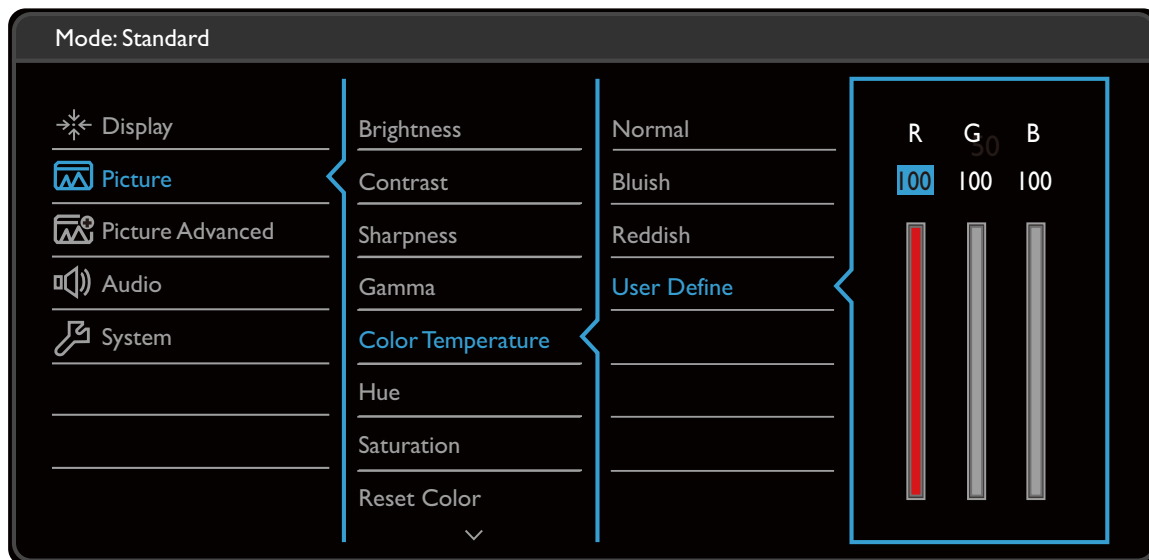 Mode: Standard
Display
Picture
Picture Advanced
Audio
System
Brightness
Contrast
Sharpness
Gamma
Color Temperature
Hue
Saturation
Reset Color
Normal
Bluish
Reddish
User Define
R G B
50
100 100 100